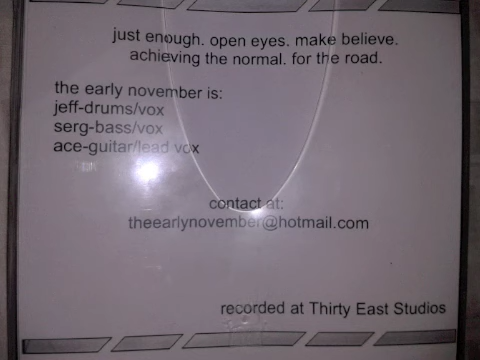 just enough. open eyes. make believe.
achieving the normal. for the road.
the early november is:
jeff-drums/vox
serg-bass/vox
ace-guitar/lead vox
contact at:
theearlynovember@hotmail.com
recorded at Thirty East Studios